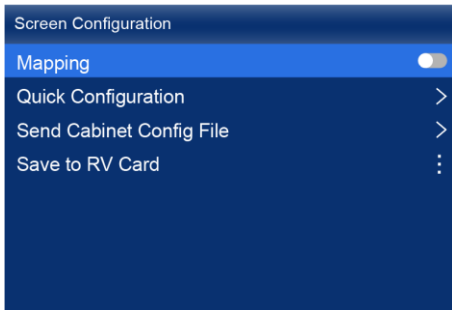 Screen Configuration
Mapping
Quick Configuration
Send Cabinet Config File
Save to RV Card